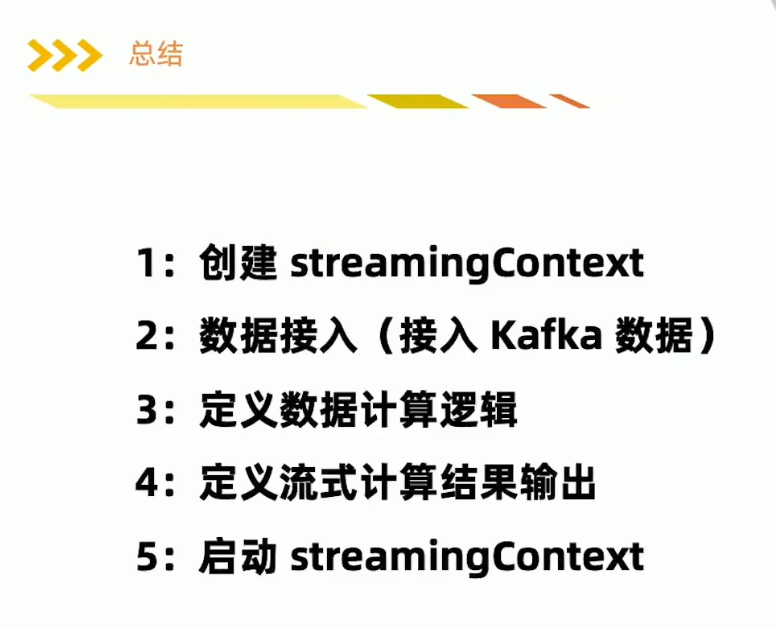 总结
1：创建 streamingContext
2：数据接入（接入 Kafka 数据）
3：定义数据计算逻辑
4：定义流式计算结果输出
5：启动 streamingContext